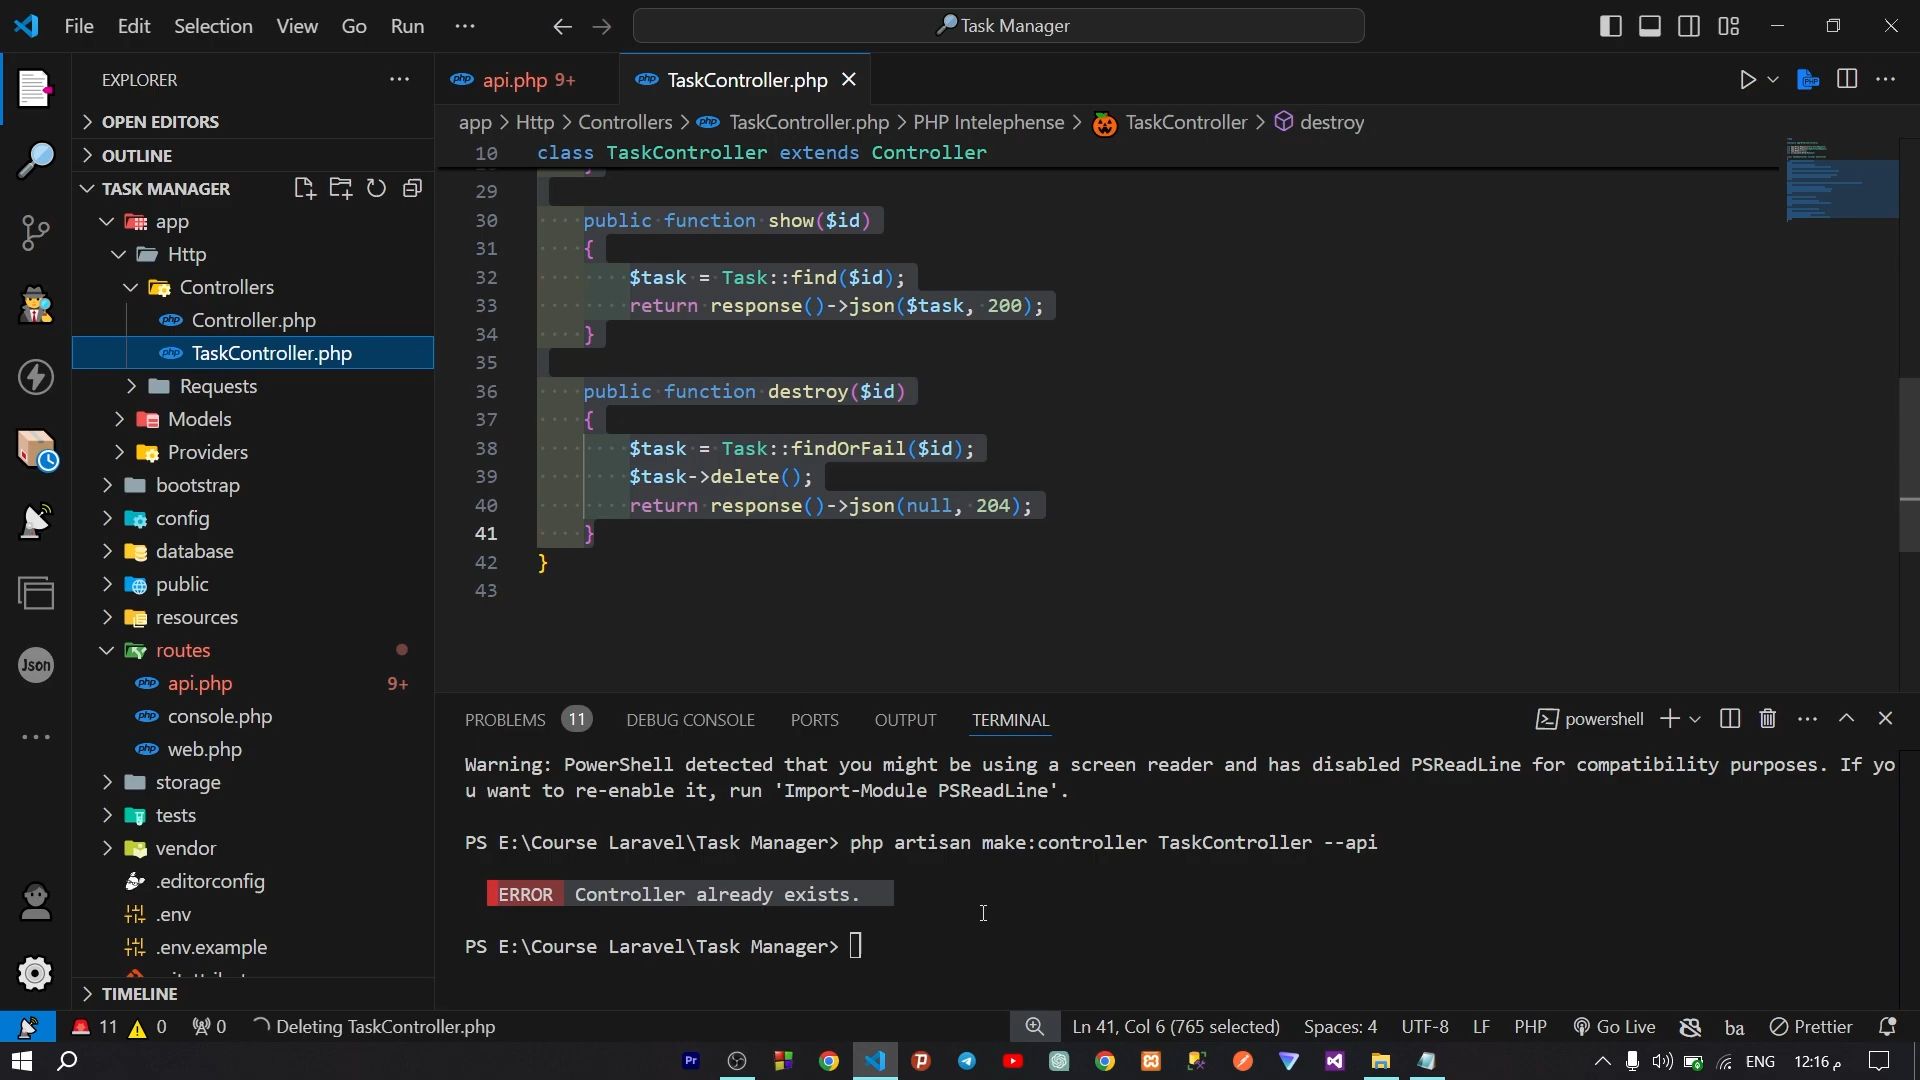 File Edit Selection View Go Run ···
Task Manager
EXPLORER
OPEN EDITORS
OUTLINE
TASK MANAGER
app
Http
Controllers
Controller.php
TaskController.php
Requests
Models
Providers
bootstrap
config
database
public
resources
routes
api.php 9+
console.php
web.php
storage
tests
vendor
.editorconfig
.env
.env.example
TIMELINE
api.php 9+ TaskController.php
app > Http > Controllers > TaskController.php > PHP Intelephense > TaskController > destroy
10 class TaskController extends Controller
29
30 public function show($id)
31 {
32 $task = Task::find($id);
33 return response()->json($task, 200);
34 }
35
36 public function destroy($id)
37 {
38 $task = Task::findOrFail($id);
39 $task->delete();
40 return response()->json(null, 204);
41 }
42 }
43
PROBLEMS 11 DEBUG CONSOLE PORTS OUTPUT TERMINAL powershell
Warning: PowerShell detected that you might be using a screen reader and has disabled PSReadLine for compatibility purposes. If yo
u want to re-enable it, run 'Import-Module PSReadLine'.
PS E:\Course Laravel\Task Manager> php artisan make:controller TaskController --api
ERROR Controller already exists.
PS E:\Course Laravel\Task Manager>
Json
11 0 0 Deleting TaskController.php Ln 41, Col 6 (765 selected) Spaces: 4 UTF-8 LF PHP Go Live ba Prettier
Pr ENG 12:16 م